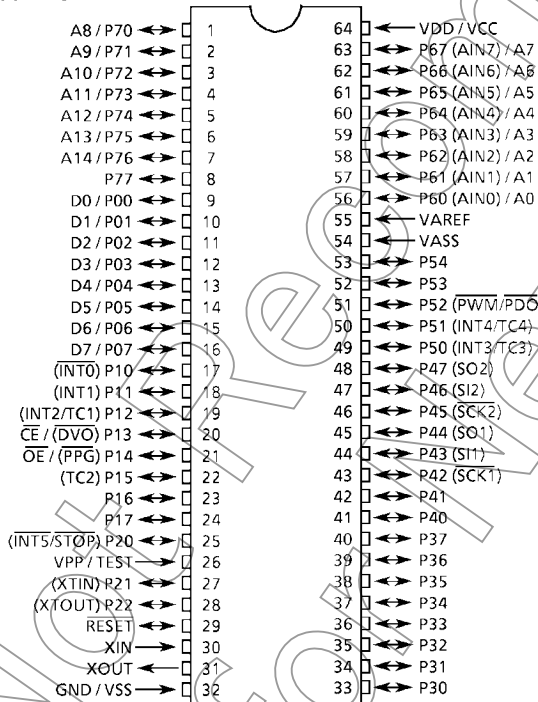 A8 / P70 1 64 VDD / VCC
A9 / P71 2 63 P67 (AIN7) / A7
A10 / P72 3 62 P66 (AIN6) / A6
A11 / P73 4 61 P65 (AIN5) / A5
A12 / P74 5 60 P64 (AIN4) / A4
A13 / P75 6 59 P63 (AIN3) / A3
A14 / P76 7 58 P62 (AIN2) / A2
P77 8 57 P61 (AIN1) / A1
D0 / P00 9 56 P60 (AIN0) / A0
D1 / P01 10 55 VAREF
D2 / P02 11 54 VASS
D3 / P03 12 53 P54
D4 / P04 13 52 P53
D5 / P05 14 51 P52 (PWM/PDO
D6 / P06 15 50 P51 (INT4/TC4)
D7 / P07 16 49 P50 (INT3/TC3)
(INT0) P10 17 48 P47 (SO2)
(INT1) P11 18 47 P46 (SI2)
(INT2/TC1) P12 19 46 P45 (SCK2)
CE / (DVO) P13 20 45 P44 (SO1)
OE / (PPG) P14 21 44 P43 (SI1)
(TC2) P15 22 43 P42 (SCK1)
P16 23 42 P41
P17 24 41 P40
(INT5/STOP) P20 25 40 P37
VPP / TEST 26 39 P36
(XTIN) P21 27 38 P35
(XTOUT) P22 28 37 P34
RESET 29 36 P33
XIN 30 35 P32
XOUT 31 34 P31
GND / VSS 32 33 P30
Not Recom
Ne